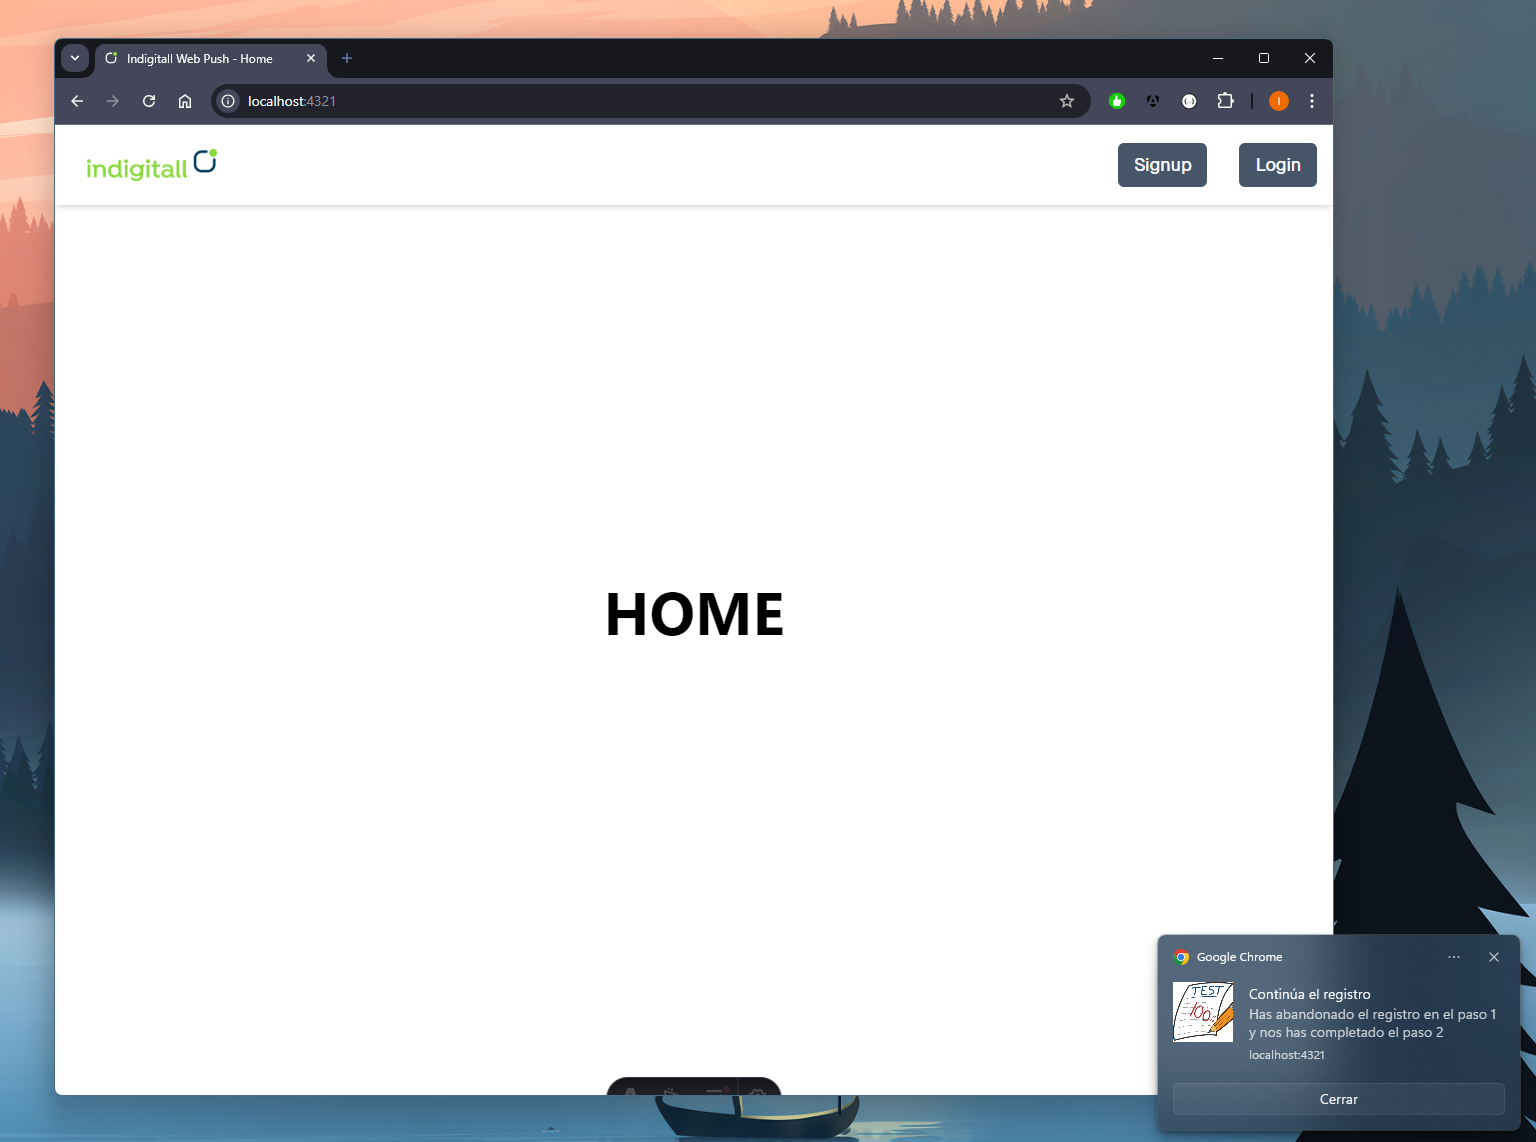 Indigitall Web Push - Home
localhost:4321
indigitall
Signup
Login
HOME
Google Chrome
TEST
100%
Continúa el registro
Has abandonado el registro en el paso 1
y nos has completado el paso 2
localhost:4321
Cerrar